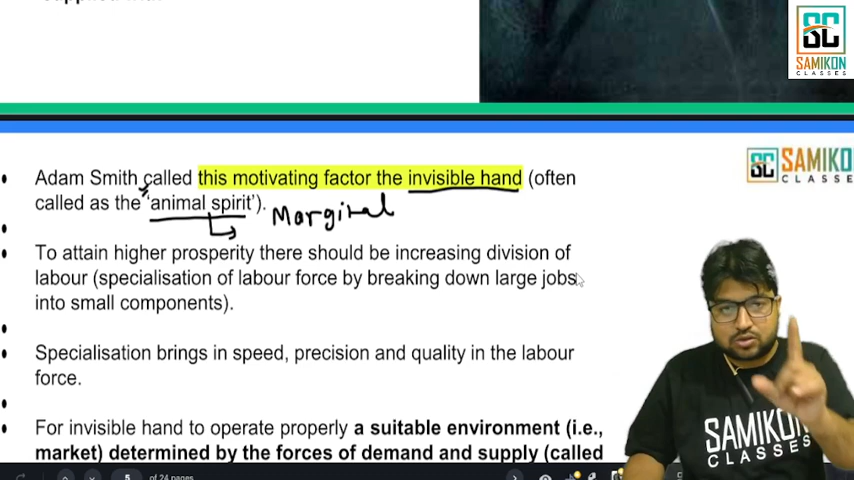 SC
SAMIKON
CLASSES
Adam Smith called this motivating factor the invisible hand (often
called as the 'animal spirit').
Marginal
SC SAMIKO
CLASSE
To attain higher prosperity there should be increasing division of
labour (specialisation of labour force by breaking down large jobs
into small components).
Specialisation brings in speed, precision and quality in the labour
force.
For invisible hand to operate properly a suitable environment (i.e.,
market) determined by the forces of demand and supply (called
SAMIKON
CLASSES
5 of 24 pages